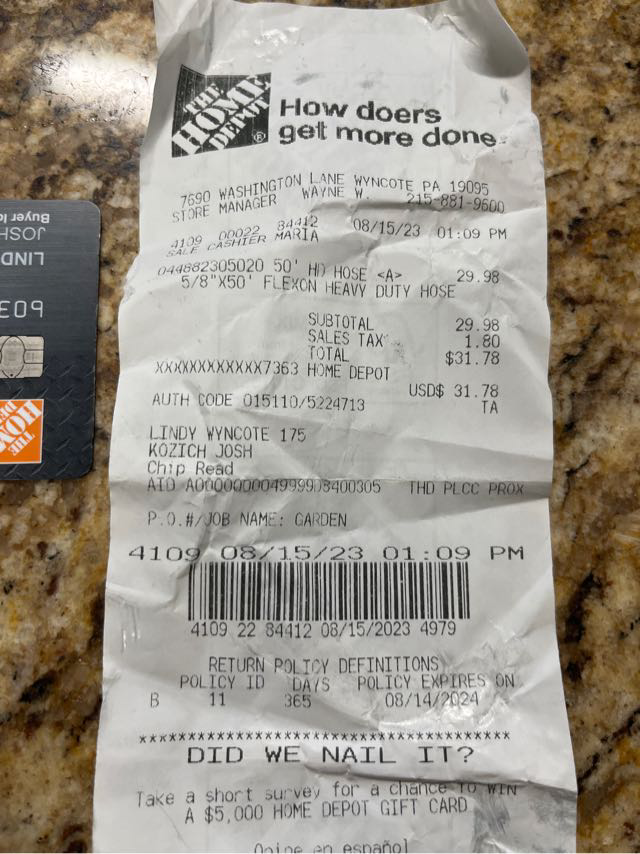 THE HOME DEPOT ®
How doers
get more done.
7690 WASHINGTON LANE WYNCOTE PA 19095
STORE MANAGER WAYNE W. 215-881-9600
4109 00022 84412 08/15/23 01:09 PM
SALE CASHIER MARIA
044882305020 50' HD HOSE <A> 29.98
5/8"X50' FLEXON HEAVY DUTY HOSE
SUBTOTAL 29.98
SALES TAX 1.80
TOTAL $31.78
XXXXXXXXXXXX7363 HOME DEPOT
USD$ 31.78
AUTH CODE 015110/5224713 TA
LINDY WYNCOTE 175
KOZICH JOSH
Chip Read
THD PLCC PROX
P.O.#/JOB NAME: GARDEN
4109 08/15/23 01:09 PM
4109 22 84412 08/15/2023 4979
RETURN POLICY DEFINITIONS
POLICY ID DAYS POLICY EXPIRES ON
B 11 365 08/14/2024
***************************************
DID WE NAIL IT?
Take a short survey for a chance TO WIN
A $5,000 HOME DEPOT GIFT CARD
Opine en español
Buyer
JOSH
LIND
603
THE HOME DE